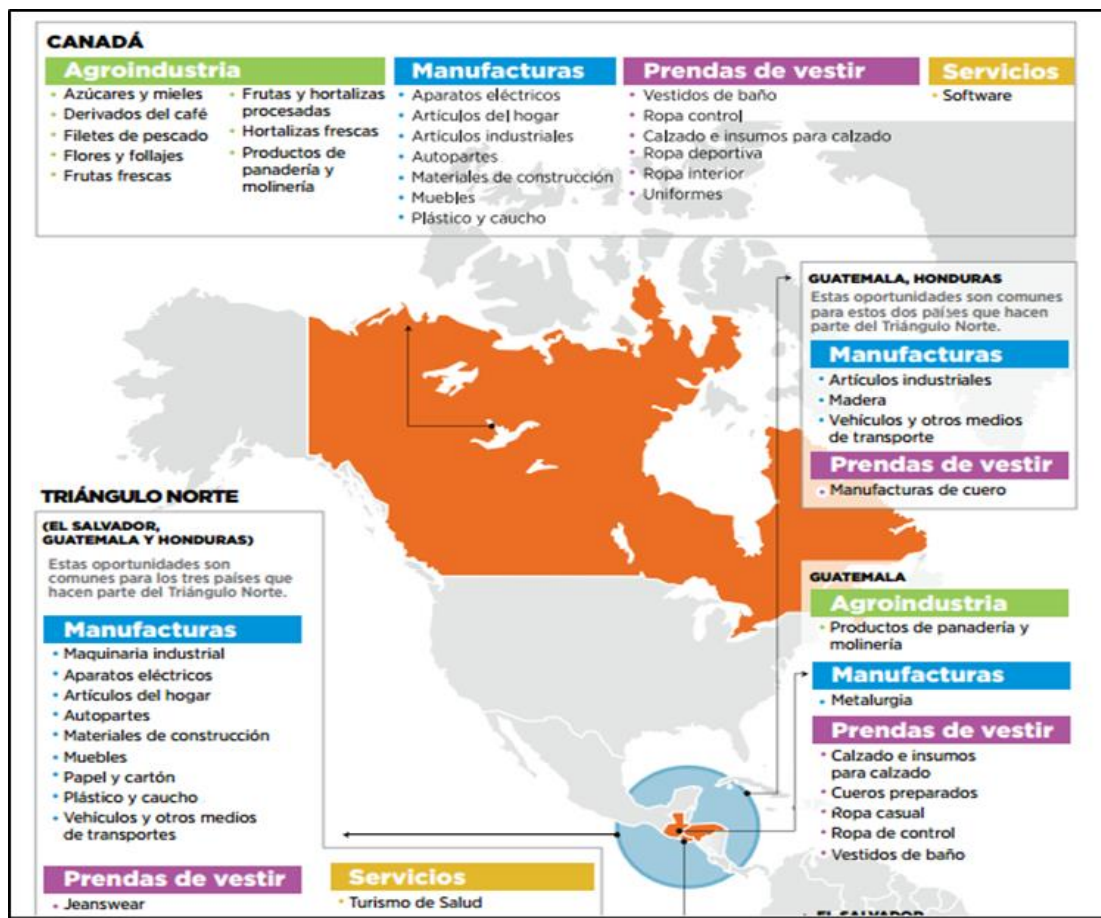 CANADÁ
Agroindustria
Azúcares y mieles
Derivados del café
Filetes de pescado
Flores y follajes
Frutas frescas
Frutas y hortalizas
procesadas
Hortalizas frescas
Productos de
panadería y
molinería
Manufacturas
Aparatos eléctricos
Artículos del hogar
Artículos industriales
Autopartes
Materiales de construcción
Muebles
Plástico y caucho
Prendas de vestir
Vestidos de baño
Ropa control
Calzado e insumos para calzado
Ropa deportiva
Ropa interior
Uniformes
Servicios
Software
GUATEMALA, HONDURAS
Estas oportunidades son comunes
para estos dos países que hacen
parte del Triángulo Norte.
Manufacturas
Artículos industriales
Madera
Vehículos y otros medios
de transporte
Prendas de vestir
Manufacturas de cuero
TRIÁNGULO NORTE
(EL SALVADOR,
GUATEMALA Y HONDURAS)
Estas oportunidades son
comunes para los tres países que
hacen parte del Triángulo Norte.
Manufacturas
Maquinaria industrial
Aparatos eléctricos
Artículos del hogar
Autopartes
Materiales de construcción
Muebles
Papel y cartón
Plástico y caucho
Vehículos y otros medios
de transportes
Prendas de vestir
Jeanswear
Servicios
Turismo de Salud
GUATEMALA
Agroindustria
Productos de panadería y
molinería
Manufacturas
Metalurgia
Prendas de vestir
Calzado e insumos
para calzado
Cueros preparados
Ropa casual
Ropa de control
Vestidos de baño
EL SALVADOR